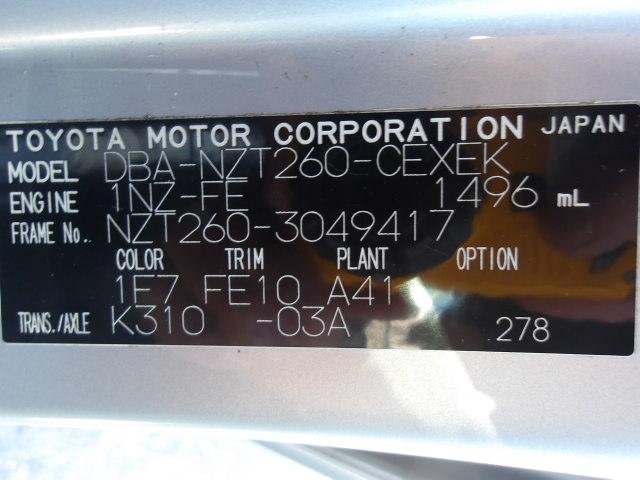 TOYOTA MOTOR CORPORATION JAPAN
MODEL DBA-NZT260-CEXEK
ENGINE 1NZ-FE 1496 mL
FRAME No. NZT260-3049417
COLOR TRIM PLANT OPTION
1F7 FE10 A41
TRANS./AXLE K310 -03A 278